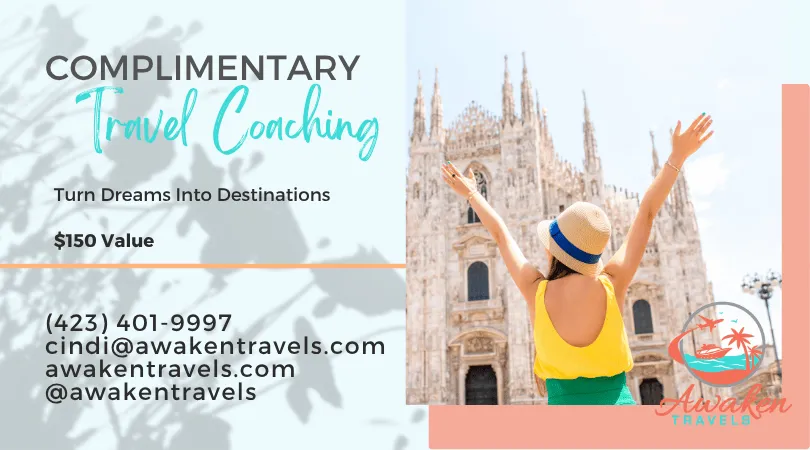 COMPLIMENTARY
Travel Coaching
Turn Dreams Into Destinations
$150 Value
(423) 401-9997
cindi@awakentravels.com
awakentravels.com
@awakentravels
Awaken
TRAVELS